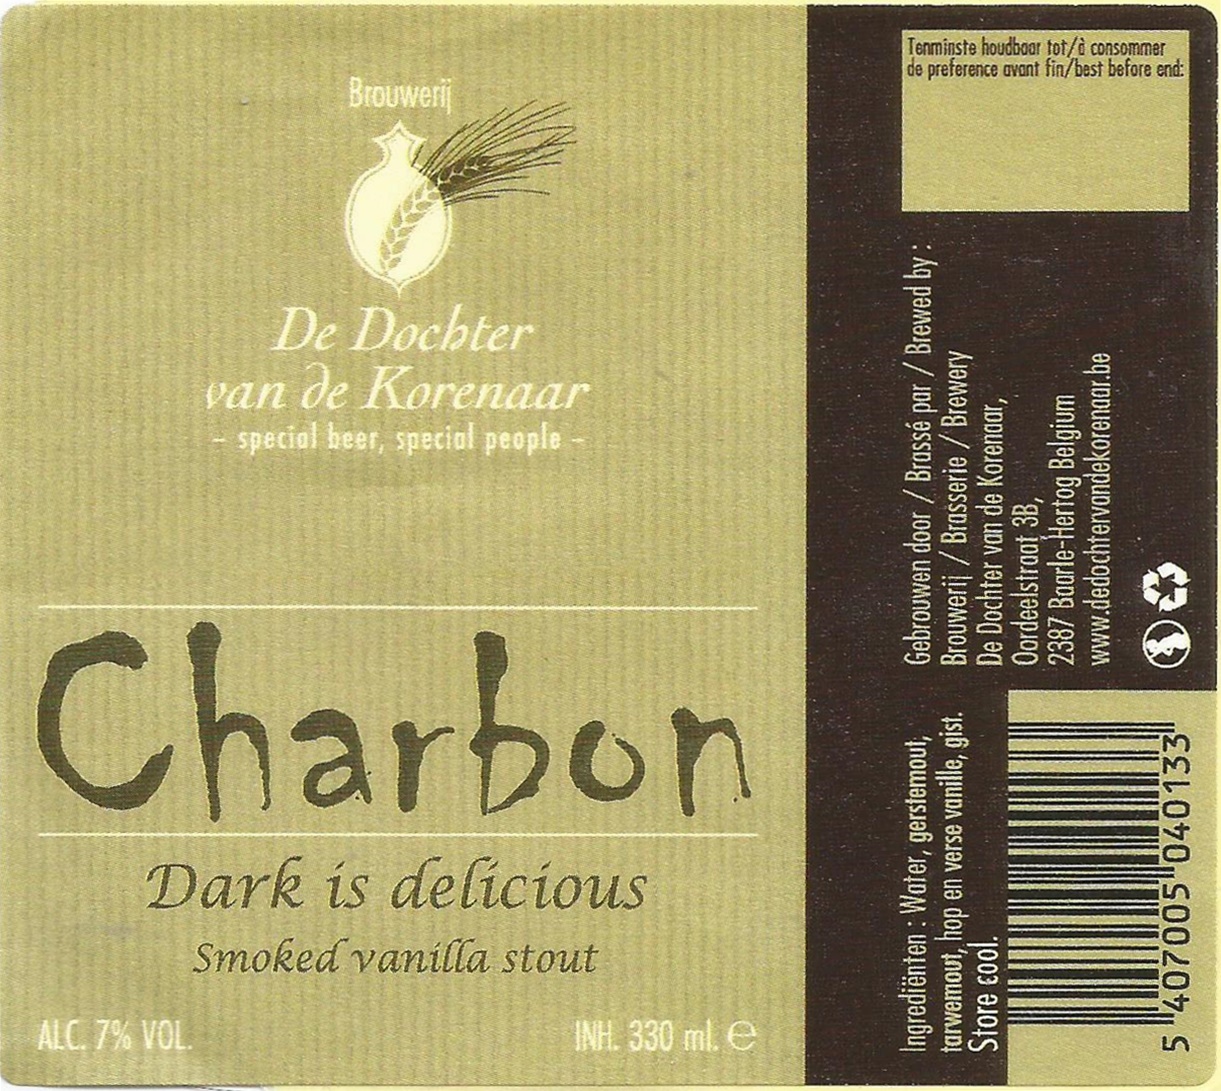 Brouwerij
De Dochter
van de Korenaar
- special beer, special people -
Charbon
Dark is delicious
Smoked vanilla stout
ALC. 7% VOL.
INH. 330 ml. ℮
Tenminste houdbaar tot/à consommer
de preference avant fin/best before end:
Gebrouwen door / Brassé par / Brewed by :
Brouwerij / Brasserie / Brewery
De Dochter van de Korenaar,
Oordeelstraat 3B,
2387 Baarle-Hertog Belgium
www.dedochtervandekorenaar.be
Ingrediënten : Water, gerstemout,
tarwemout, hop en verse vanille, gist.
Store cool.
5 407005 040133